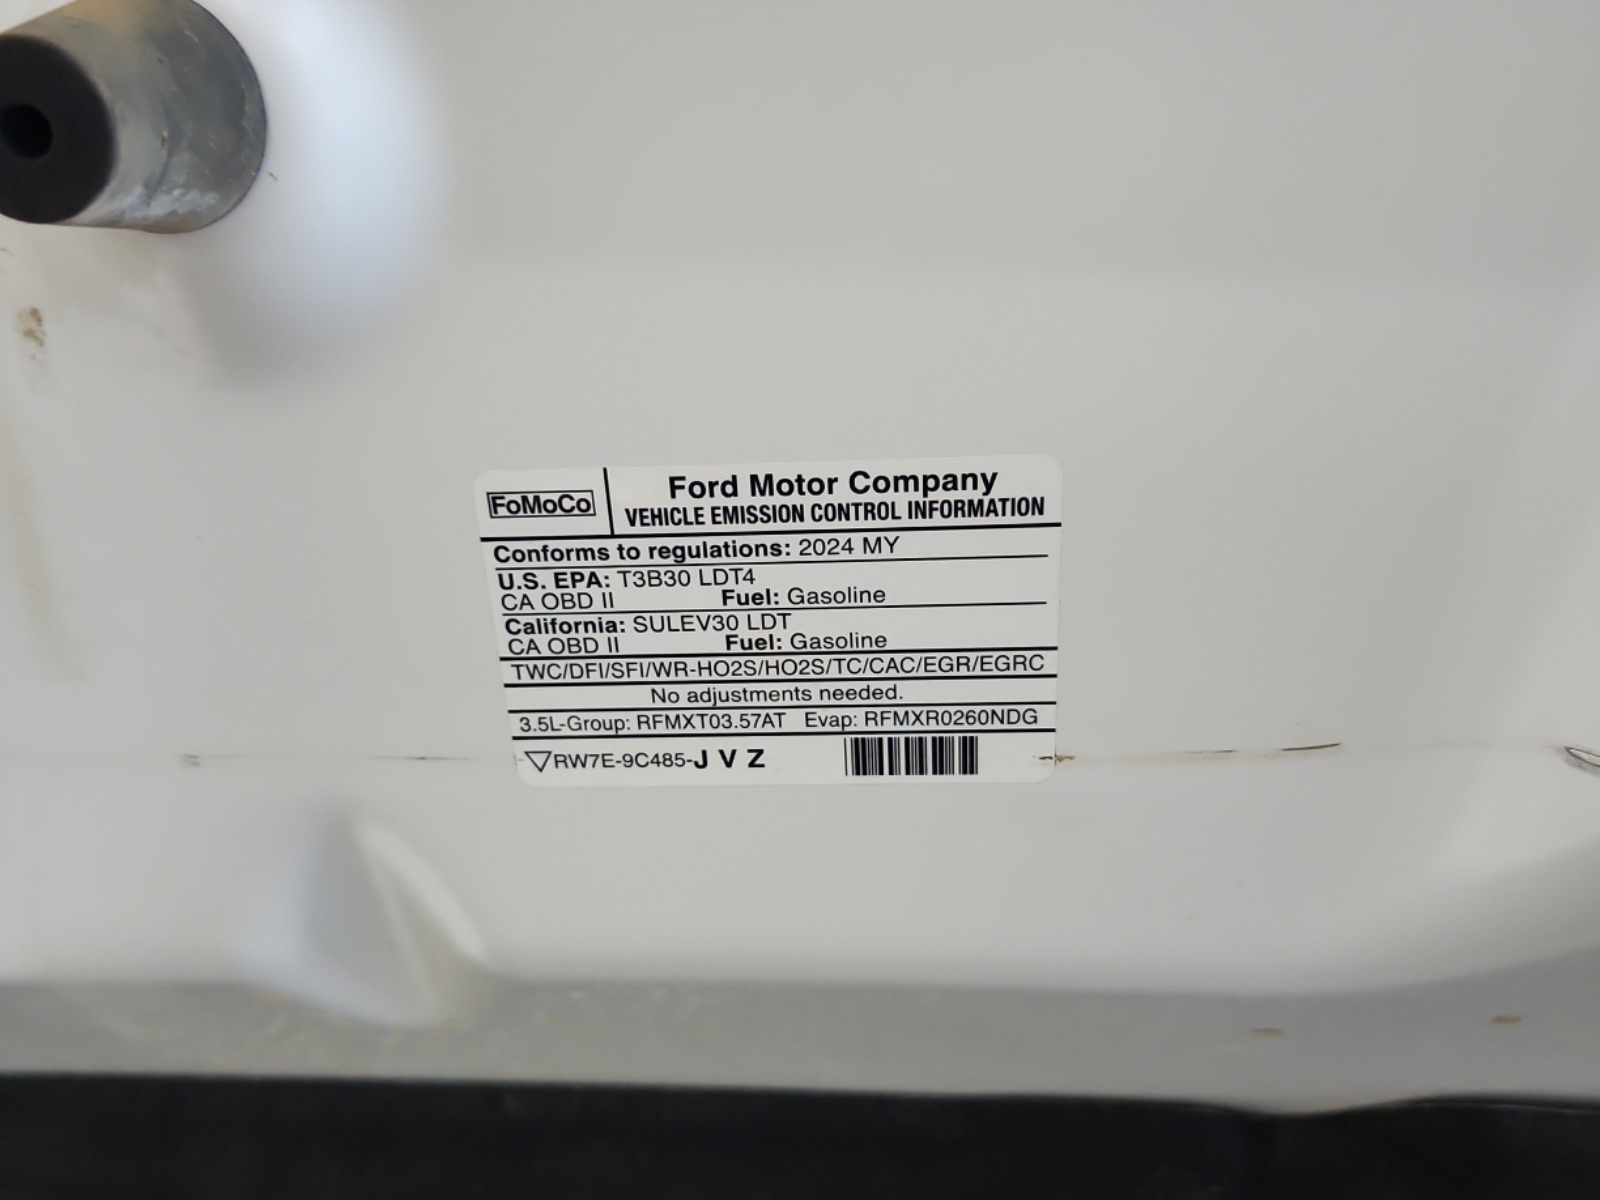 FoMoCo
Ford Motor Company
VEHICLE EMISSION CONTROL INFORMATION
Conforms to regulations: 2024 MY
U.S. EPA: T3B30 LDT4
CA OBD II Fuel: Gasoline
California: SULEV30 LDT
CA OBD II Fuel: Gasoline
TWC/DFI/SFI/WR-HO2S/HO2S/TC/CAC/EGR/EGRC
No adjustments needed.
3.5L-Group: RFMXT03.57AT Evap: RFMXR0260NDG
RW7E-9C485-J V Z